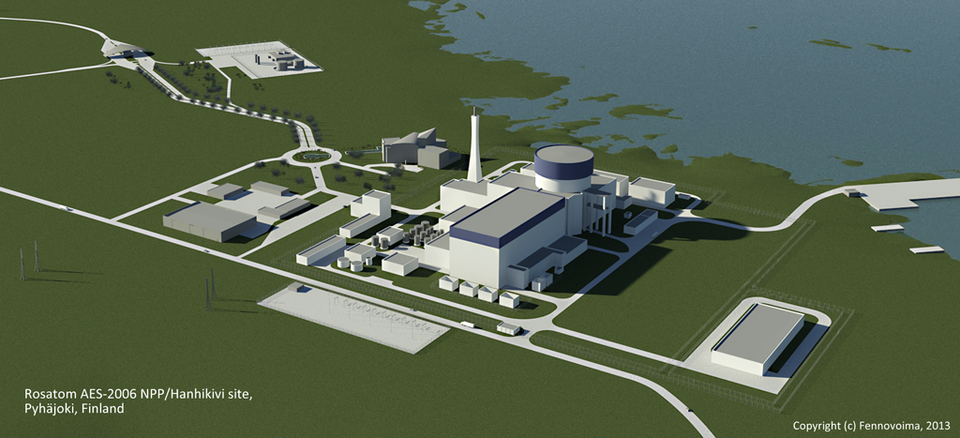 Rosatom AES-2006 NPP/Hanhikivi site,
Pyhäjoki, Finland
Copyright (c) Fennovoima, 2013